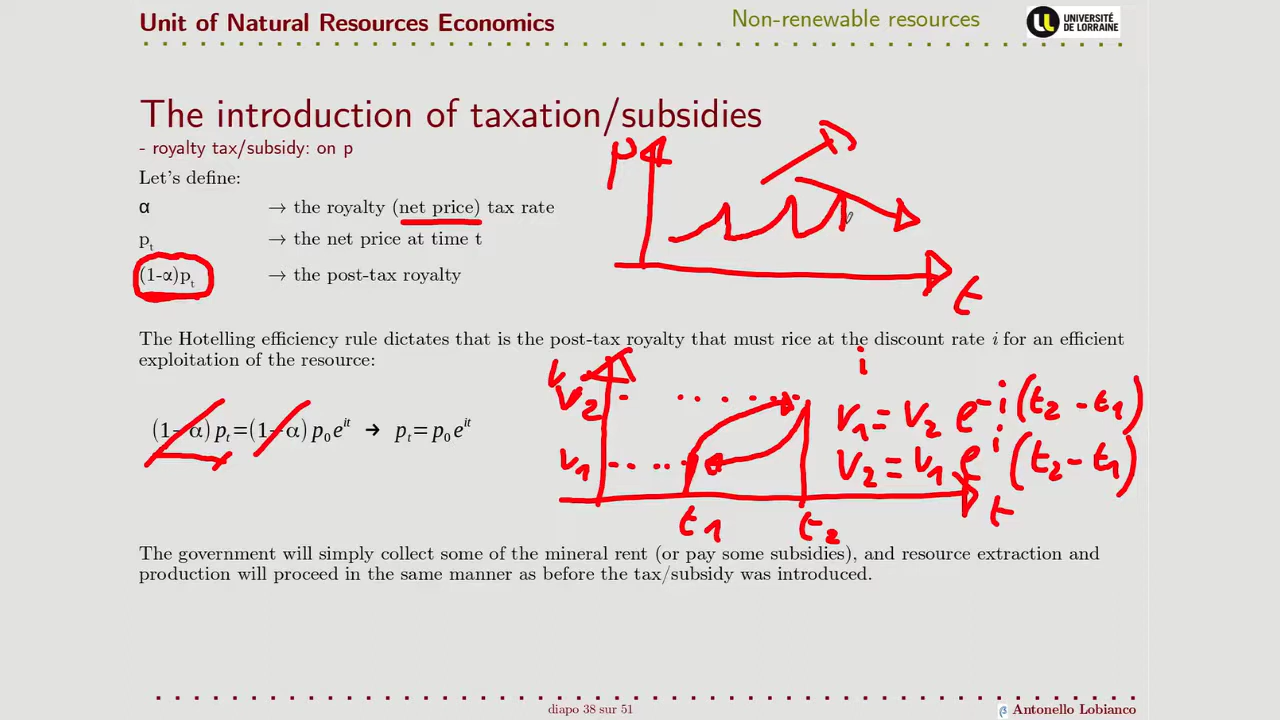 Unit of Natural Resources Economics
Non-renewable resources
UNIVERSITÉ
DE LORRAINE
The introduction of taxation/subsidies
- royalty tax/subsidy: on p
Let's define:
α → the royalty (net price) tax rate
pt → the net price at time t
(1-α)pt → the post-tax royalty
p
t
The Hotelling efficiency rule dictates that is the post-tax royalty that must rice at the discount rate i for an efficient
exploitation of the resource:
i
V
V2
V1
t1 t2
t
V1 = V2 e^-i(t2 - t1)
V2 = V1 e^i(t2 - t1)
(1-α)pt=(1-α)p0e^it → pt=p0e^it
The government will simply collect some of the mineral rent (or pay some subsidies), and resource extraction and
production will proceed in the same manner as before the tax/subsidy was introduced.
diapo 38 sur 51
β Antonello Lobianco